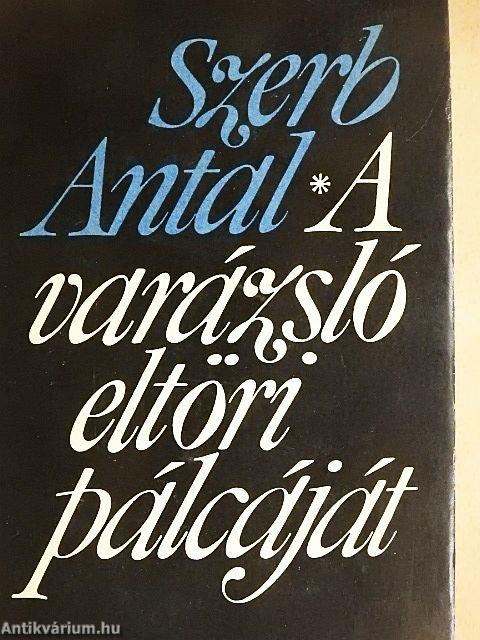 Szerb
Antal * A
varázsló
eltöri
pálcáját
Antikvárium.hu